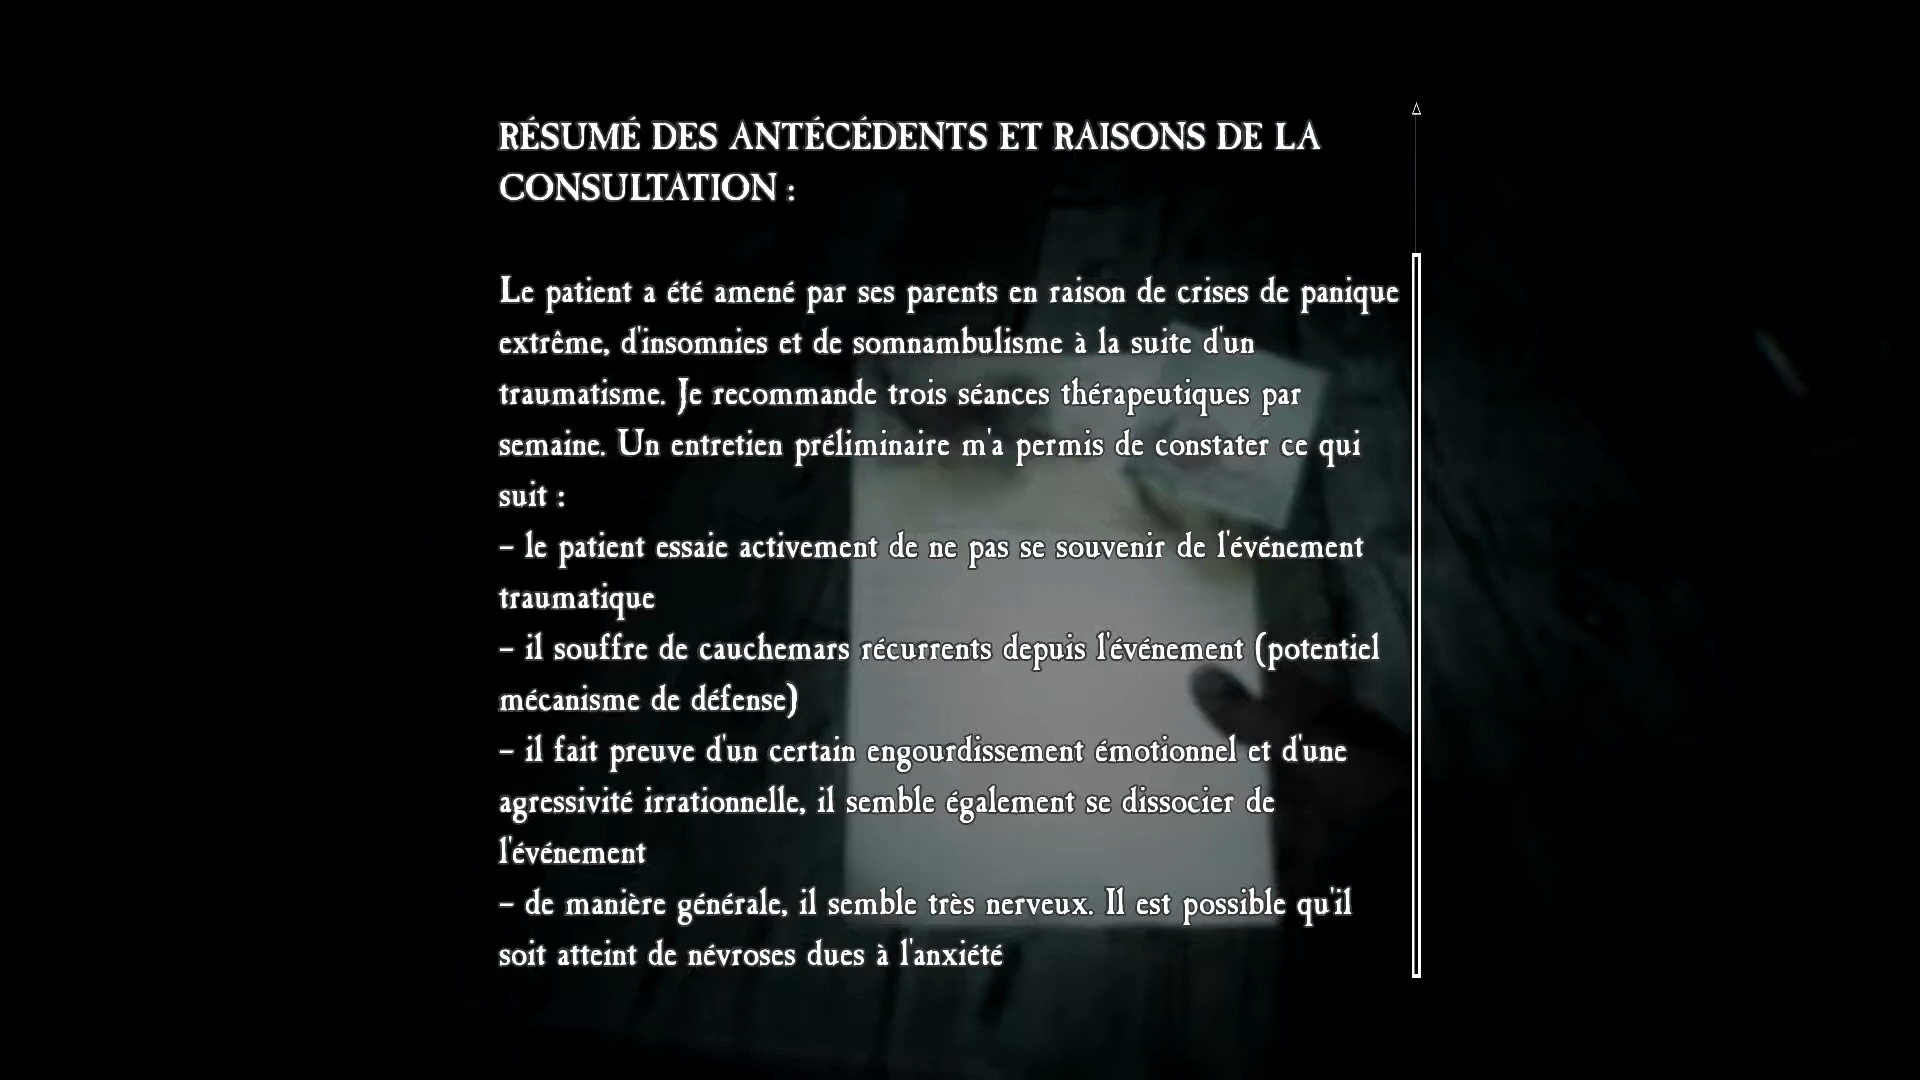 RÉSUMÉ DES ANTÉCÉDENTS ET RAISONS DE LA
CONSULTATION :
Le patient a été amené par ses parents en raison de crises de panique
extrême, d'insomnies et de somnambulisme à la suite d'un
traumatisme. Je recommande trois séances thérapeutiques par
semaine. Un entretien préliminaire m'a permis de constater ce qui
suit :
– le patient essaie activement de ne pas se souvenir de l'événement
traumatique
– il souffre de cauchemars récurrents depuis l'événement (potentiel
mécanisme de défense)
– il fait preuve d'un certain engourdissement émotionnel et d'une
agressivité irrationnelle, il semble également se dissocier de
l'événement
– de manière générale, il semble très nerveux. Il est possible qu'il
soit atteint de névroses dues à l'anxiété